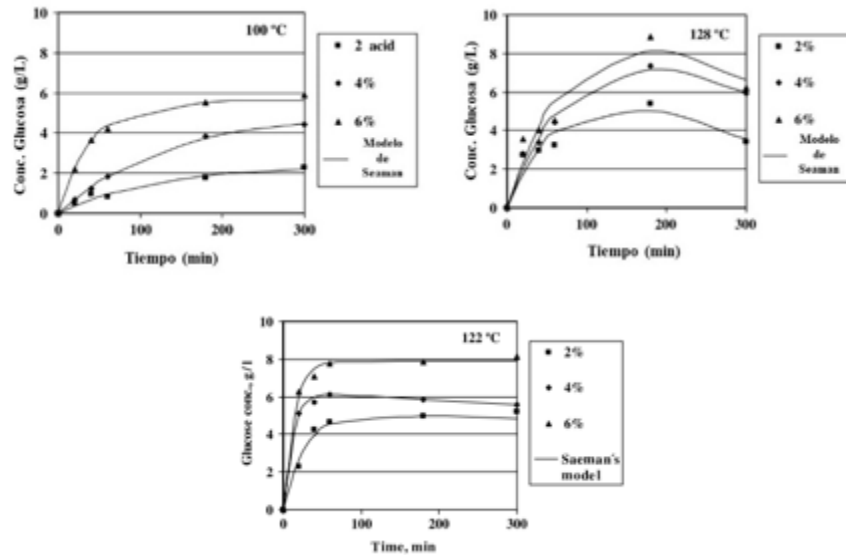 10
8
6
4
2
0
Conc. Glucosa (g/L)
100 ºC
0 100 200 300
Tiempo (min)
2 acid
4%
6%
Modelo
de
Seaman
10
8
6
4
2
0
Conc. Glucosa (g/L)
128 ºC
0 100 200 300
Tiempo (min)
2%
4%
6%
Modelo
de
Seaman
10
8
6
4
2
0
Glucose conc., g/l
122 ºC
0 100 200 300
Time, min
2%
4%
6%
Saeman's
model